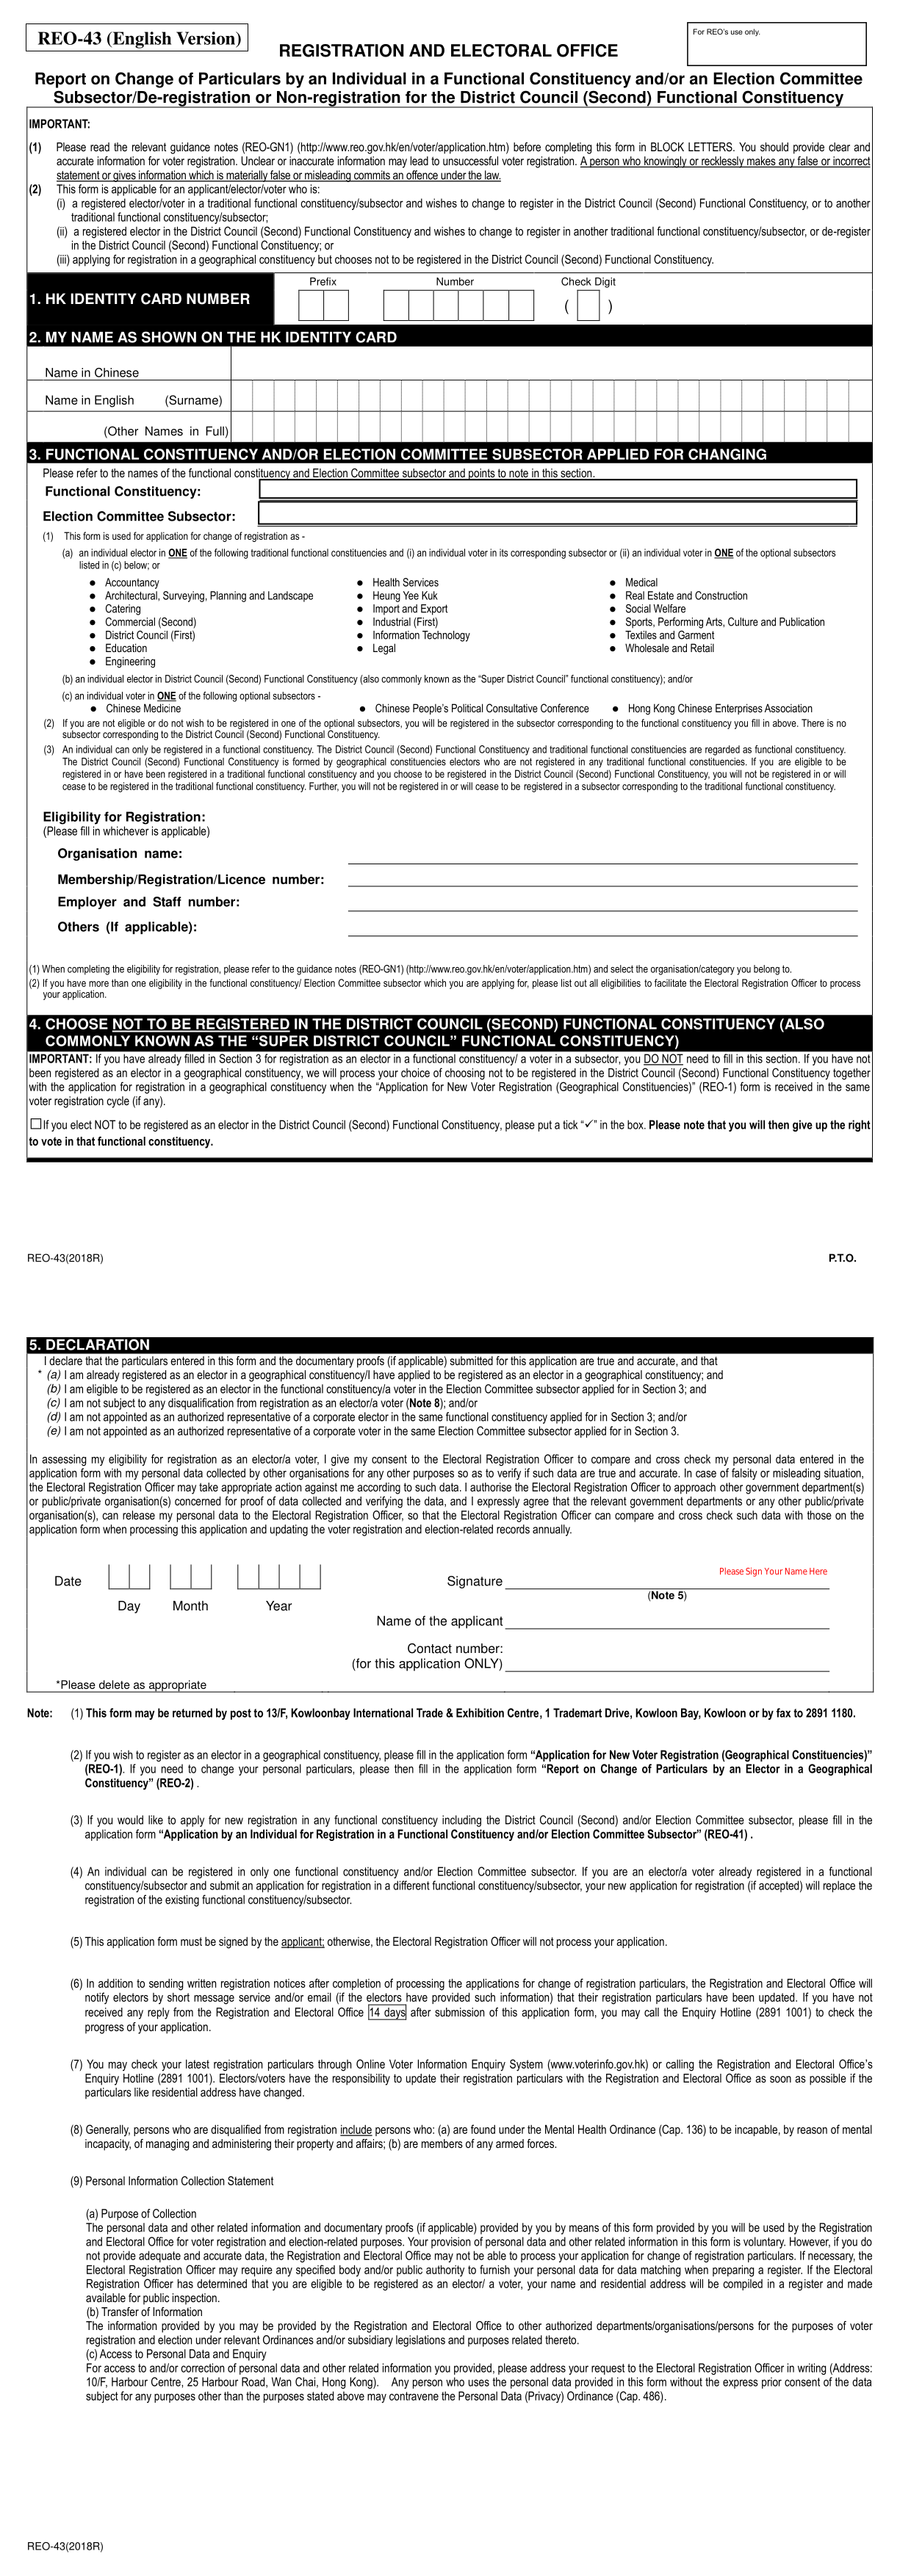 REO-43 (English Version)
For REO's use only.
REGISTRATION AND ELECTORAL OFFICE
Report on Change of Particulars by an Individual in a Functional Constituency and/or an Election Committee
Subsector/De-registration or Non-registration for the District Council (Second) Functional Constituency
IMPORTANT:
(1) Please read the relevant guidance notes (REO-GN1) (http://www.reo.gov.hk/en/voter/application.htm) before completing this form in BLOCK LETTERS. You should provide clear and
accurate information for voter registration. Unclear or inaccurate information may lead to unsuccessful voter registration. A person who knowingly or recklessly makes any false or incorrect
statement or gives information which is materially false or misleading commits an offence under the law.
(2) This form is applicable for an applicant/elector/voter who is:
(i) a registered elector/voter in a traditional functional constituency/subsector and wishes to change to register in the District Council (Second) Functional Constituency, or to another
traditional functional constituency/subsector;
(ii) a registered elector in the District Council (Second) Functional Constituency and wishes to change to register in another traditional functional constituency/subsector, or de-register
in the District Council (Second) Functional Constituency; or
(iii) applying for registration in a geographical constituency but chooses not to be registered in the District Council (Second) Functional Constituency.
Prefix Number Check Digit
1. HK IDENTITY CARD NUMBER ( )
2. MY NAME AS SHOWN ON THE HK IDENTITY CARD
Name in Chinese
Name in English (Surname)
(Other Names in Full)
3. FUNCTIONAL CONSTITUENCY AND/OR ELECTION COMMITTEE SUBSECTOR APPLIED FOR CHANGING
Please refer to the names of the functional constituency and Election Committee subsector and points to note in this section.
Functional Constituency:
Election Committee Subsector:
(1) This form is used for application for change of registration as -
(a) an individual elector in ONE of the following traditional functional constituencies and (i) an individual voter in its corresponding subsector or (ii) an individual voter in ONE of the optional subsectors
listed in (c) below; or
● Accountancy ● Health Services ● Medical
● Architectural, Surveying, Planning and Landscape ● Heung Yee Kuk ● Real Estate and Construction
● Catering ● Import and Export ● Social Welfare
● Commercial (Second) ● Industrial (First) ● Sports, Performing Arts, Culture and Publication
● District Council (First) ● Information Technology ● Textiles and Garment
● Education ● Legal ● Wholesale and Retail
● Engineering
(b) an individual elector in District Council (Second) Functional Constituency (also commonly known as the “Super District Council” functional constituency); and/or
(c) an individual voter in ONE of the following optional subsectors -
● Chinese Medicine ● Chinese People's Political Consultative Conference ● Hong Kong Chinese Enterprises Association
(2) If you are not eligible or do not wish to be registered in one of the optional subsectors, you will be registered in the subsector corresponding to the functional constituency you fill in above. There is no
subsector corresponding to the District Council (Second) Functional Constituency.
(3) An individual can only be registered in a functional constituency. The District Council (Second) Functional Constituency and traditional functional constituencies are regarded as functional constituency.
The District Council (Second) Functional Constituency is formed by geographical constituencies electors who are not registered in any traditional functional constituencies. If you are eligible to be
registered in or have been registered in a traditional functional constituency and you choose to be registered in the District Council (Second) Functional Constituency, you will not be registered in or will
cease to be registered in the traditional functional constituency. Further, you will not be registered in or will cease to be registered in a subsector corresponding to the traditional functional constituency.
Eligibility for Registration:
(Please fill in whichever is applicable)
Organisation name:
Membership/Registration/Licence number:
Employer and Staff number:
Others (If applicable):
(1) When completing the eligibility for registration, please refer to the guidance notes (REO-GN1) (http://www.reo.gov.hk/en/voter/application.htm) and select the organisation/category you belong to.
(2) If you have more than one eligibility in the functional constituency/ Election Committee subsector which you are applying for, please list out all eligibilities to facilitate the Electoral Registration Officer to process
your application.
4. CHOOSE NOT TO BE REGISTERED IN THE DISTRICT COUNCIL (SECOND) FUNCTIONAL CONSTITUENCY (ALSO
COMMONLY KNOWN AS THE “SUPER DISTRICT COUNCIL” FUNCTIONAL CONSTITUENCY)
IMPORTANT: If you have already filled in Section 3 for registration as an elector in a functional constituency/ a voter in a subsector, you DO NOT need to fill in this section. If you have not
been registered as an elector in a geographical constituency, we will process your choice of choosing not to be registered in the District Council (Second) Functional Constituency together
with the application for registration in a geographical constituency when the “Application for New Voter Registration (Geographical Constituencies)” (REO-1) form is received in the same
voter registration cycle (if any).
☐If you elect NOT to be registered as an elector in the District Council (Second) Functional Constituency, please put a tick “✓” in the box. Please note that you will then give up the right
to vote in that functional constituency.
REO-43(2018R) P.T.O.
5. DECLARATION
I declare that the particulars entered in this form and the documentary proofs (if applicable) submitted for this application are true and accurate, and that
* (a) I am already registered as an elector in a geographical constituency/I have applied to be registered as an elector in a geographical constituency; and
(b) I am eligible to be registered as an elector in the functional constituency/a voter in the Election Committee subsector applied for in Section 3; and
(c) I am not subject to any disqualification from registration as an elector/a voter (Note 8); and/or
(d) I am not appointed as an authorized representative of a corporate elector in the same functional constituency applied for in Section 3; and/or
(e) I am not appointed as an authorized representative of a corporate voter in the same Election Committee subsector applied for in Section 3.
In assessing my eligibility for registration as an elector/a voter, I give my consent to the Electoral Registration Officer to compare and cross check my personal data entered in the
application form with my personal data collected by other organisations for any other purposes so as to verify if such data are true and accurate. In case of falsity or misleading situation,
the Electoral Registration Officer may take appropriate action against me according to such data. I authorise the Electoral Registration Officer to approach other government department(s)
or public/private organisation(s) concerned for proof of data collected and verifying the data, and I expressly agree that the relevant government departments or any other public/private
organisation(s), can release my personal data to the Electoral Registration Officer, so that the Electoral Registration Officer can compare and cross check such data with those on the
application form when processing this application and updating the voter registration and election-related records annually.
Please Sign Your Name Here
Date Signature
(Note 5)
Day Month Year
Name of the applicant
Contact number:
(for this application ONLY)
*Please delete as appropriate
Note: (1) This form may be returned by post to 13/F, Kowloonbay International Trade & Exhibition Centre, 1 Trademart Drive, Kowloon Bay, Kowloon or by fax to 2891 1180.
(2) If you wish to register as an elector in a geographical constituency, please fill in the application form “Application for New Voter Registration (Geographical Constituencies)”
(REO-1). If you need to change your personal particulars, please then fill in the application form “Report on Change of Particulars by an Elector in a Geographical
Constituency” (REO-2) .
(3) If you would like to apply for new registration in any functional constituency including the District Council (Second) and/or Election Committee subsector, please fill in the
application form “Application by an Individual for Registration in a Functional Constituency and/or Election Committee Subsector” (REO-41) .
(4) An individual can be registered in only one functional constituency and/or Election Committee subsector. If you are an elector/a voter already registered in a functional
constituency/subsector and submit an application for registration in a different functional constituency/subsector, your new application for registration (if accepted) will replace the
registration of the existing functional constituency/subsector.
(5) This application form must be signed by the applicant; otherwise, the Electoral Registration Officer will not process your application.
(6) In addition to sending written registration notices after completion of processing the applications for change of registration particulars, the Registration and Electoral Office will
notify electors by short message service and/or email (if the electors have provided such information) that their registration particulars have been updated. If you have not
received any reply from the Registration and Electoral Office 14 days after submission of this application form, you may call the Enquiry Hotline (2891 1001) to check the
progress of your application.
(7) You may check your latest registration particulars through Online Voter Information Enquiry System (www.voterinfo.gov.hk) or calling the Registration and Electoral Office's
Enquiry Hotline (2891 1001). Electors/voters have the responsibility to update their registration particulars with the Registration and Electoral Office as soon as possible if the
particulars like residential address have changed.
(8) Generally, persons who are disqualified from registration include persons who: (a) are found under the Mental Health Ordinance (Cap. 136) to be incapable, by reason of mental
incapacity, of managing and administering their property and affairs; (b) are members of any armed forces.
(9) Personal Information Collection Statement
(a) Purpose of Collection
The personal data and other related information and documentary proofs (if applicable) provided by you by means of this form provided by you will be used by the Registration
and Electoral Office for voter registration and election-related purposes. Your provision of personal data and other related information in this form is voluntary. However, if you do
not provide adequate and accurate data, the Registration and Electoral Office may not be able to process your application for change of registration particulars. If necessary, the
Electoral Registration Officer may require any specified body and/or public authority to furnish your personal data for data matching when preparing a register. If the Electoral
Registration Officer has determined that you are eligible to be registered as an elector/ a voter, your name and residential address will be compiled in a register and made
available for public inspection.
(b) Transfer of Information
The information provided by you may be provided by the Registration and Electoral Office to other authorized departments/organisations/persons for the purposes of voter
registration and election under relevant Ordinances and/or subsidiary legislations and purposes related thereto.
(c) Access to Personal Data and Enquiry
For access to and/or correction of personal data and other related information you provided, please address your request to the Electoral Registration Officer in writing (Address:
10/F, Harbour Centre, 25 Harbour Road, Wan Chai, Hong Kong). Any person who uses the personal data provided in this form without the express prior consent of the data
subject for any purposes other than the purposes stated above may contravene the Personal Data (Privacy) Ordinance (Cap. 486).
REO-43(2018R)